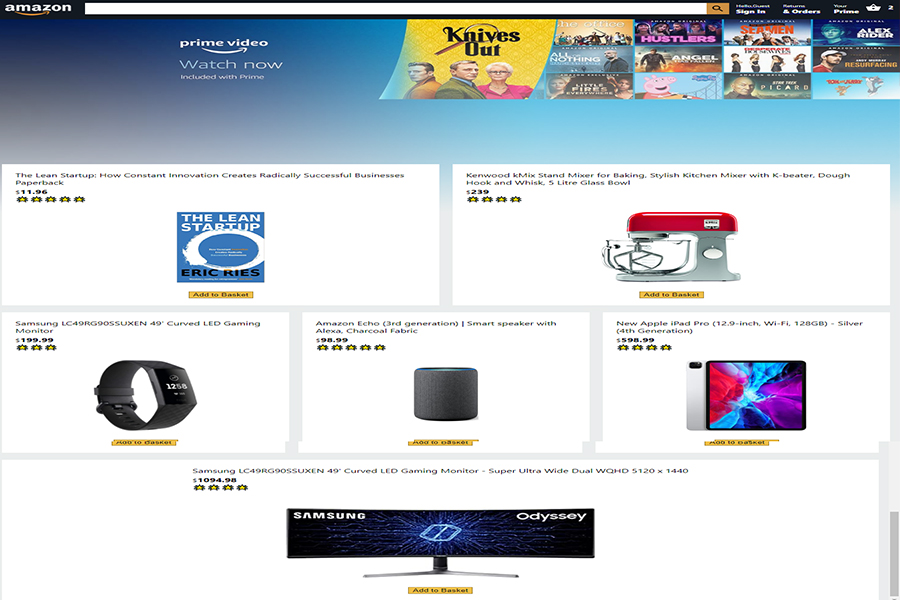 amazon
Hello,Guest
Sign In
Returns
& Orders
Your
Prime
2
prime video
Watch now
Included with Prime
Knives
Out
HUSTLERS
ALL
NOTHING
ANGEL
LITTLE
FIRES
EVERYWHERE
STAR TREK
PICARD
ALEX
RIDER
RESURFACING
TOM and JERRY
The Lean Startup: How Constant Innovation Creates Radically Successful Businesses
Paperback
$11.96
THE LEAN
STARTUP
ERIC RIES
Add to Basket
Kenwood kMix Stand Mixer for Baking, Stylish Kitchen Mixer with K-beater, Dough
Hook and Whisk, 5 Litre Glass Bowl
$239
Add to Basket
Samsung LC49RG90SSUXEN 49' Curved LED Gaming
Monitor
$199.99
12:58
Add to Basket
Amazon Echo (3rd generation) | Smart speaker with
Alexa, Charcoal Fabric
$98.99
Add to Basket
New Apple iPad Pro (12.9-inch, Wi-Fi, 128GB) - Silver
(4th Generation)
$598.99
Add to Basket
Samsung LC49RG90SSUXEN 49' Curved LED Gaming Monitor - Super Ultra Wide Dual WQHD 5120 x 1440
$1094.98
SAMSUNG
Odyssey
Add to Basket